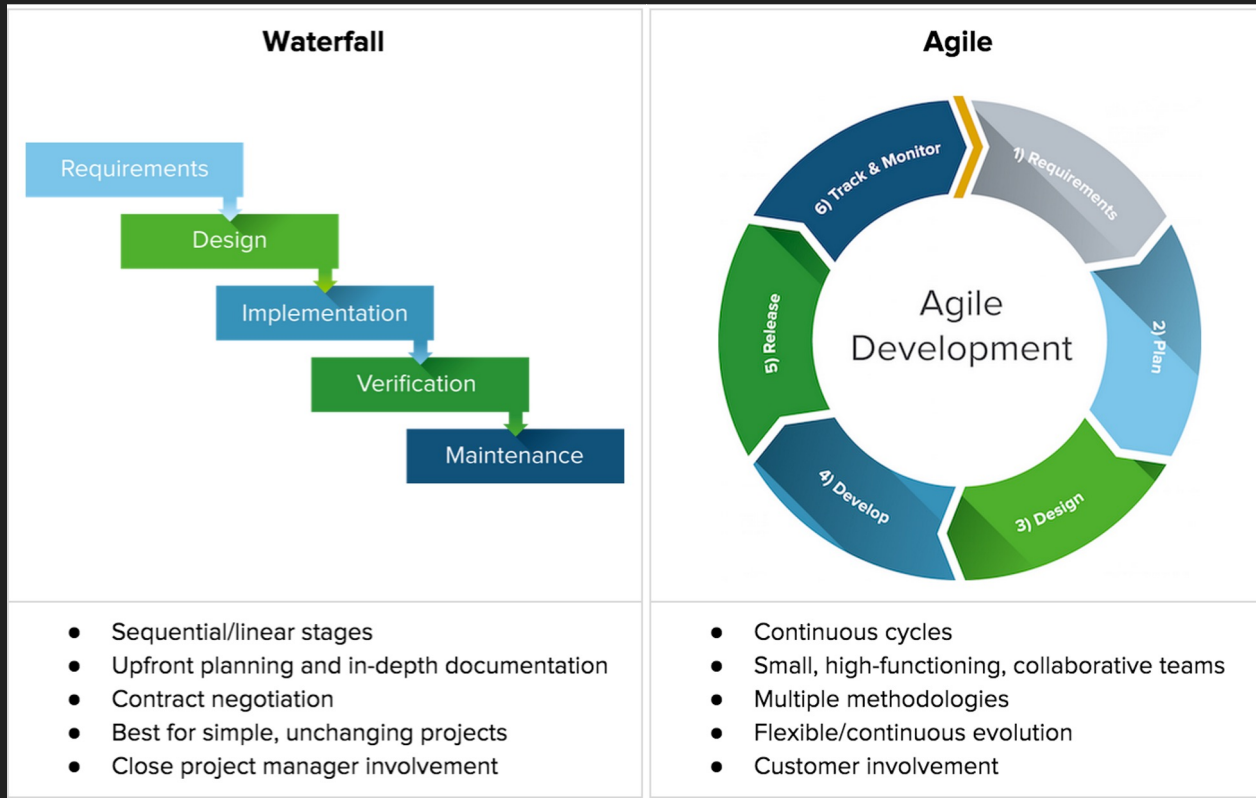 Waterfall
Requirements
Design
Implementation
Verification
Maintenance
● Sequential/linear stages
● Upfront planning and in-depth documentation
● Contract negotiation
● Best for simple, unchanging projects
● Close project manager involvement
Agile
1) Requirements
2) Plan
3) Design
4) Develop
5) Release
6) Track & Monitor
Agile
Development
● Continuous cycles
● Small, high-functioning, collaborative teams
● Multiple methodologies
● Flexible/continuous evolution
● Customer involvement